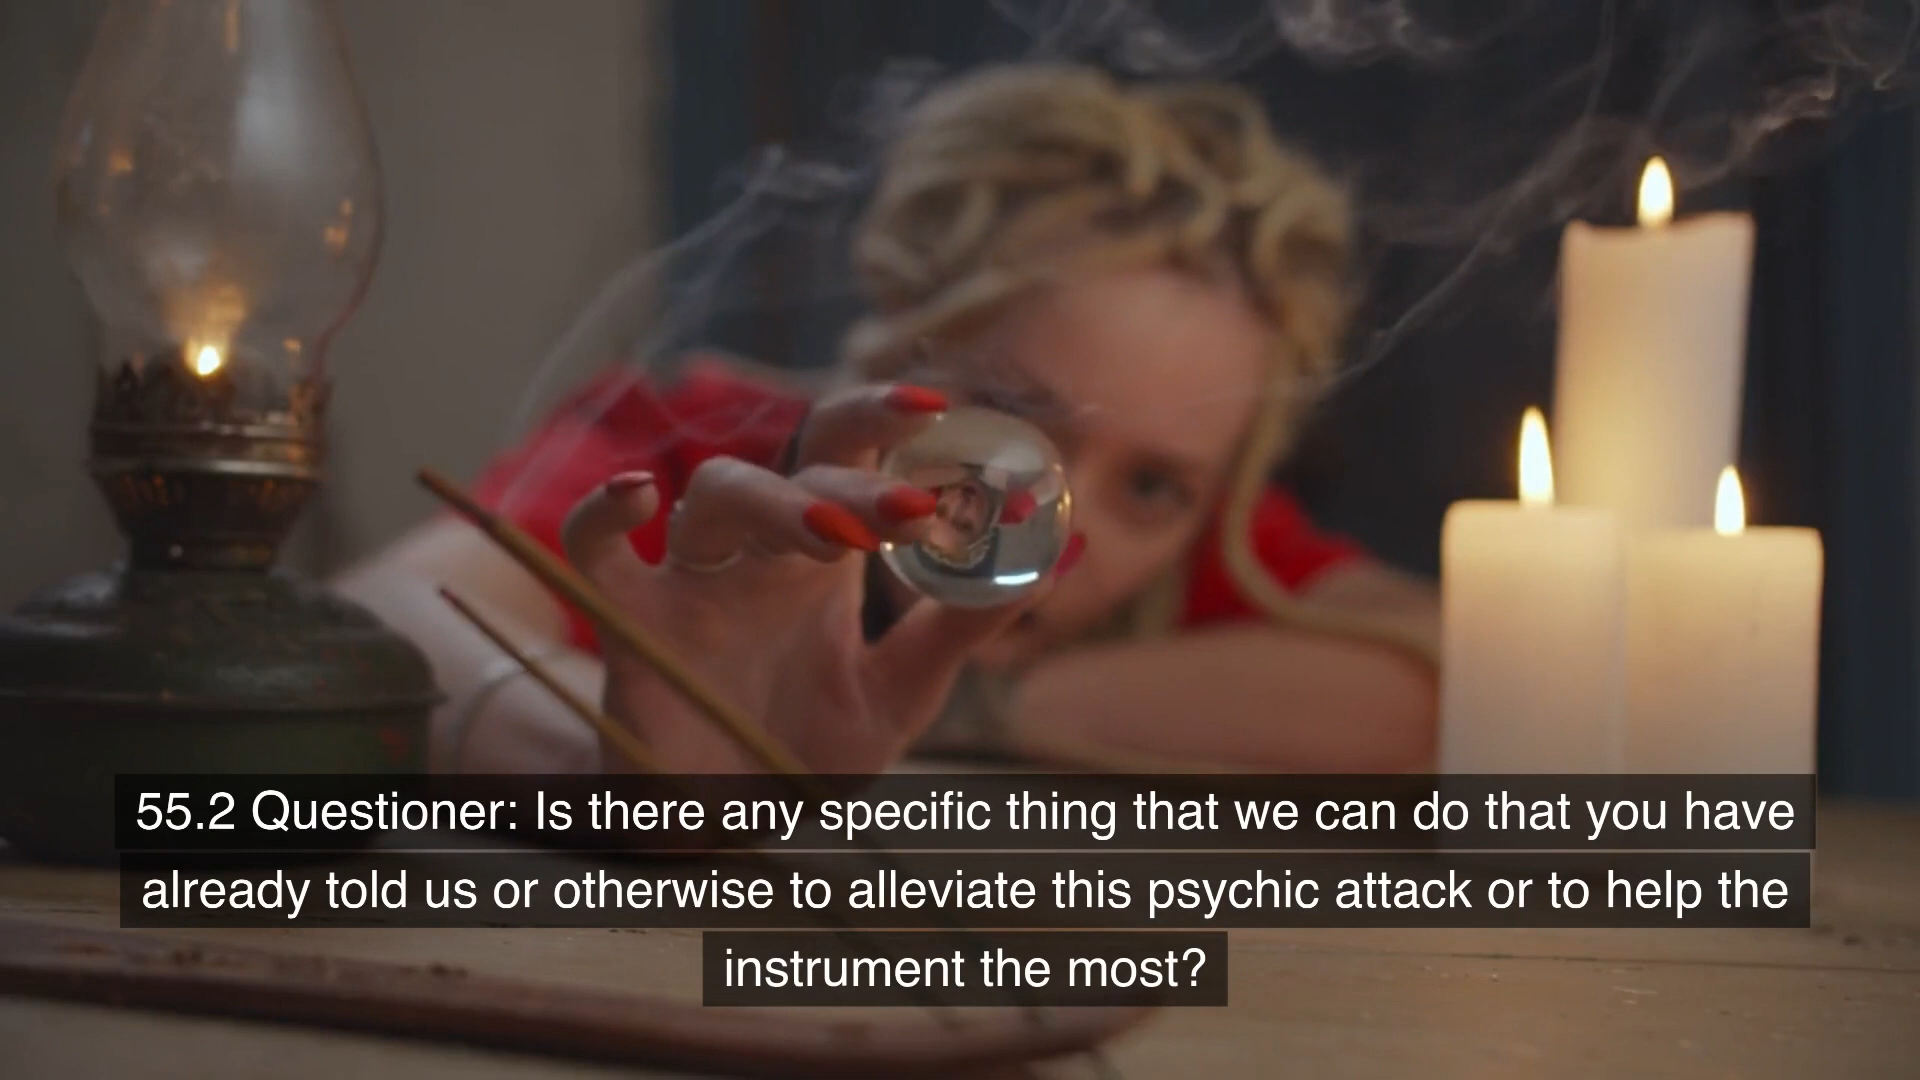 55.2 Questioner: Is there any specific thing that we can do that you have
already told us or otherwise to alleviate this psychic attack or to help the
instrument the most?